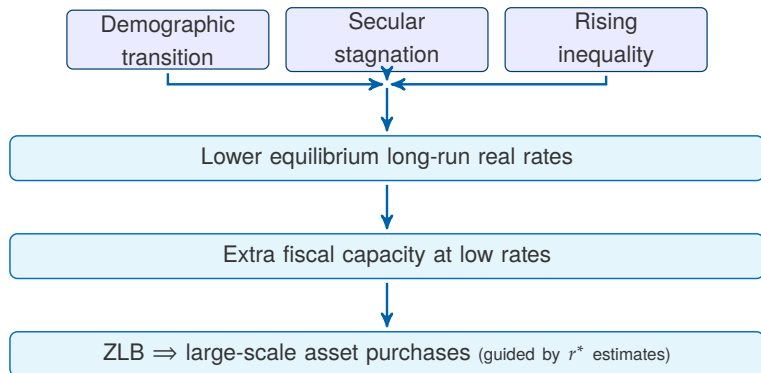 Demographic
transition
Secular
stagnation
Rising
inequality
Lower equilibrium long-run real rates
Extra fiscal capacity at low rates
ZLB ⇒ large-scale asset purchases (guided by r* estimates)